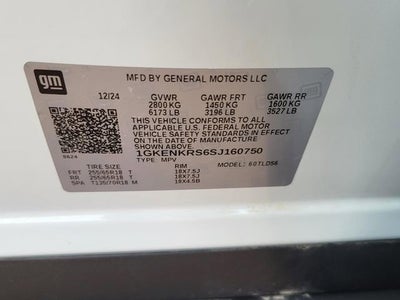 gm
MFD BY GENERAL MOTORS LLC
12/24 GVWR GAWR FRT GAWR RR
2800 KG 1450 KG 1600 KG
6173 LB 3196 LB 3527 LB
THIS VEHICLE CONFORMS TO ALL
APPLICABLE U.S. FEDERAL MOTOR
VEHICLE SAFETY STANDARDS IN EFFECT
ON THE DATE OF MANUFACTURE
SHOWN ABOVE.
1GKENKRS6SJ160750
8624 TYPE: MPV MODEL: 60TLD56
TIRE SIZE RIM
FRT 255/65R18 T 18X7.5J
RR 255/65R18 T 18X7.5J
SPA T135/70R18 M 18X4.5B